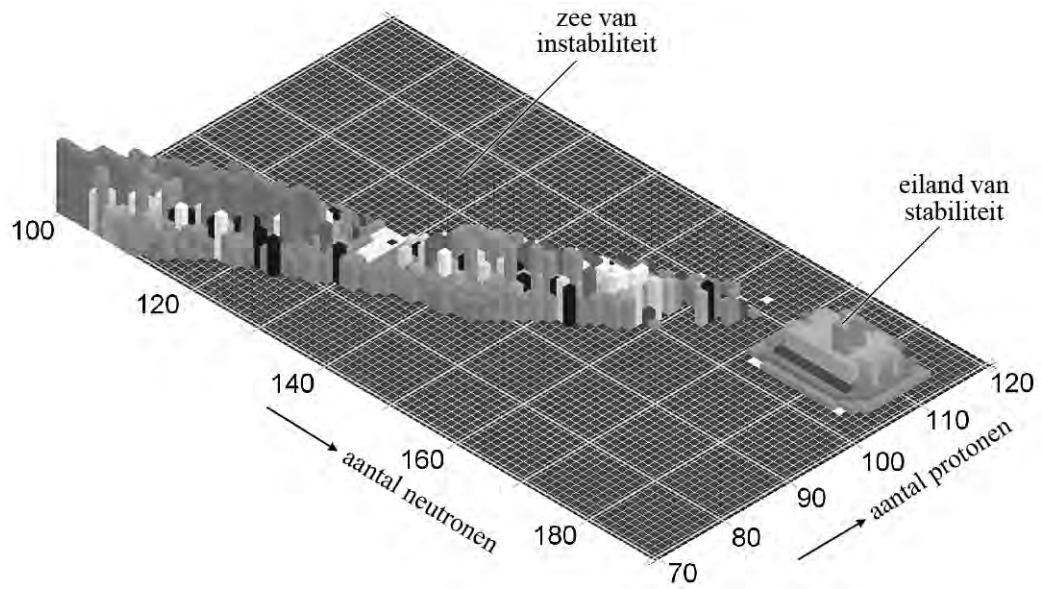 zee van
instabiliteit
eiland van
stabiliteit
100
120
140
160
180
aantal neutronen
70
80
90
100
110
120
aantal protonen